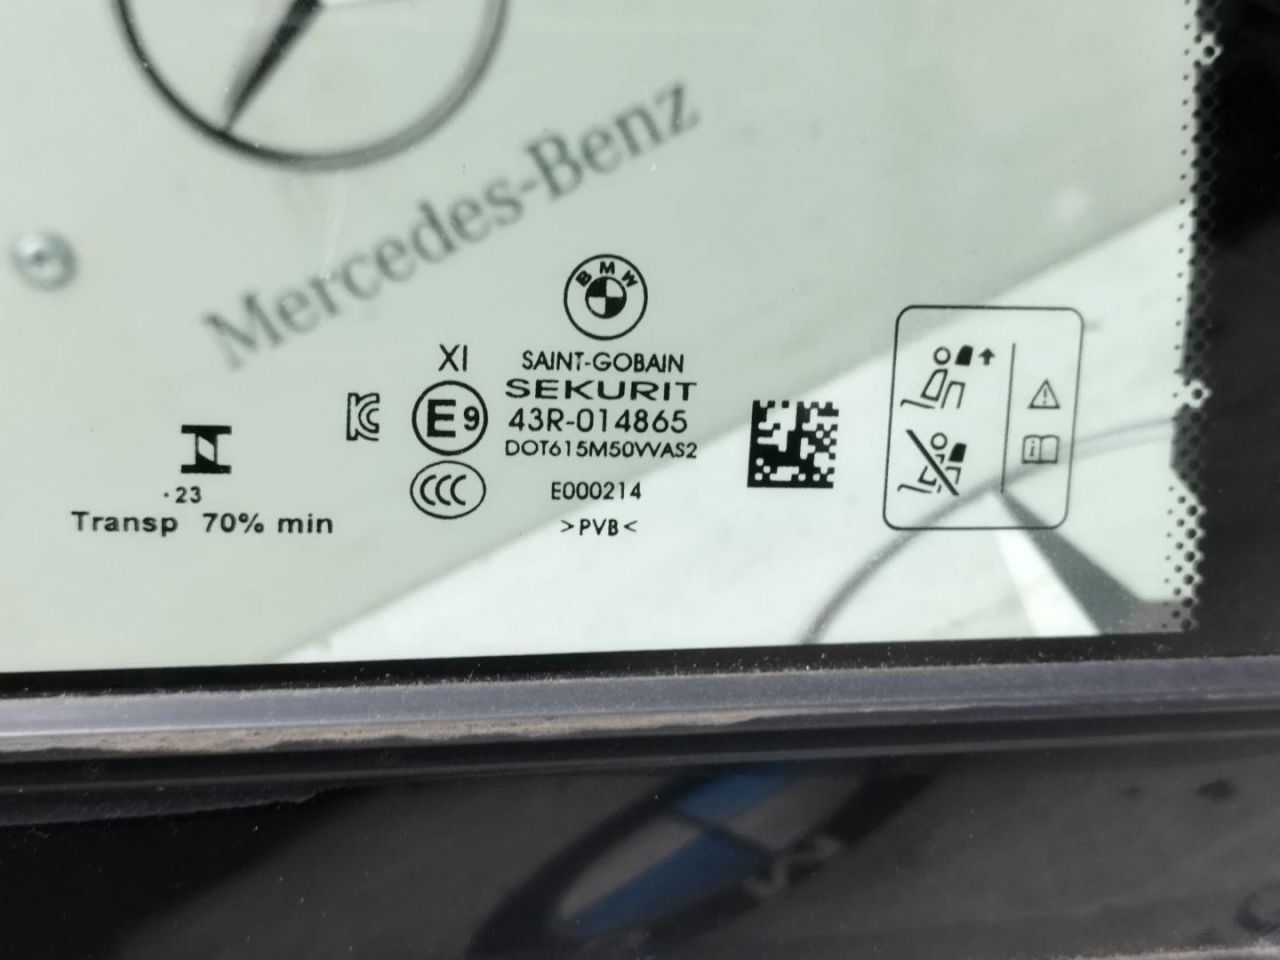 Mercedes-Benz
BMW
XI
SAINT-GOBAIN
SEKURIT
E9
43R-014865
DOT615M50VVAS2
CCC
E000214
>PVB<
.23
Transp 70% min